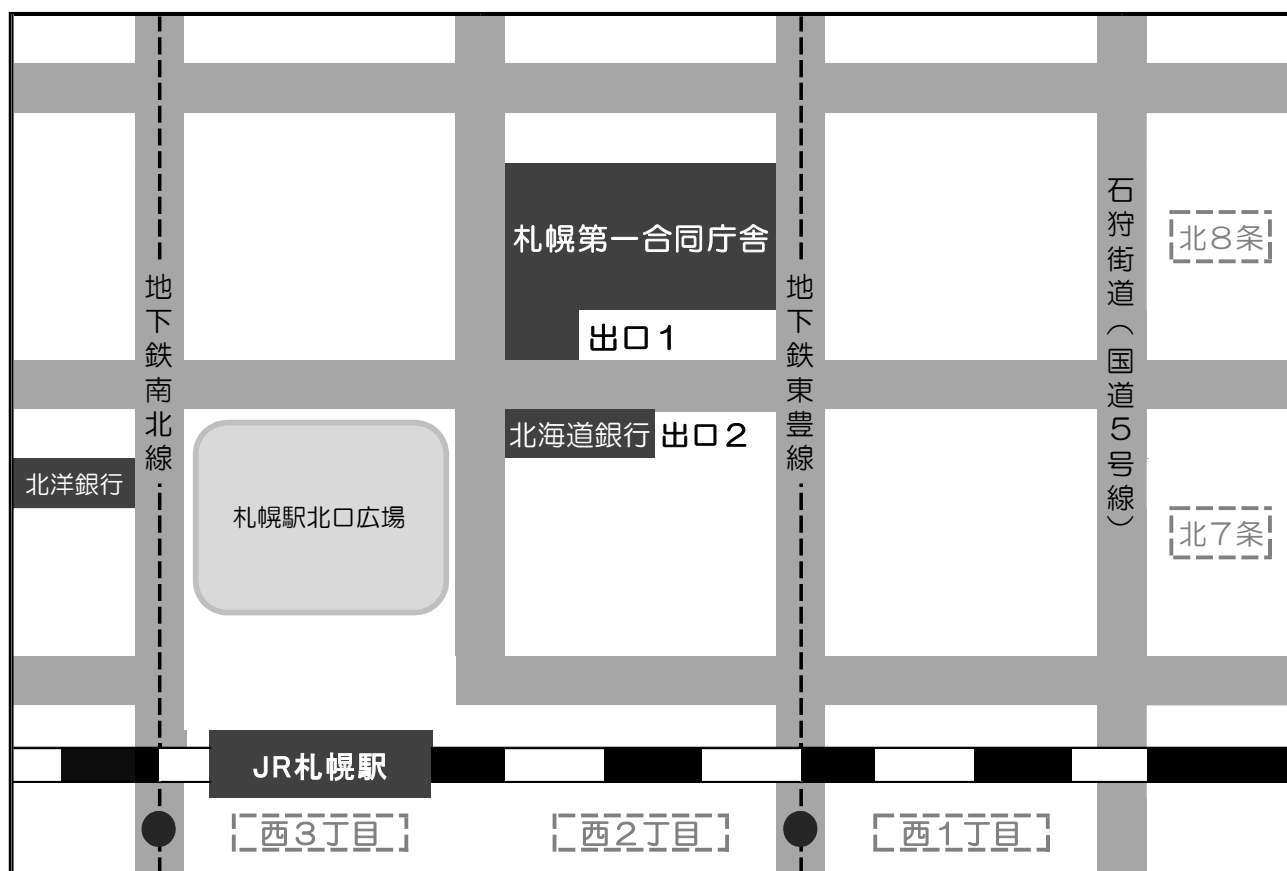 札幌第一合同庁舎
出口1
地下鉄南北線
地下鉄東豊線
石狩街道(国道5号線)
北8条
北海道銀行
出口2
北洋銀行
札幌駅北口広場
北7条
JR札幌駅
西3丁目
西2丁目
西1丁目